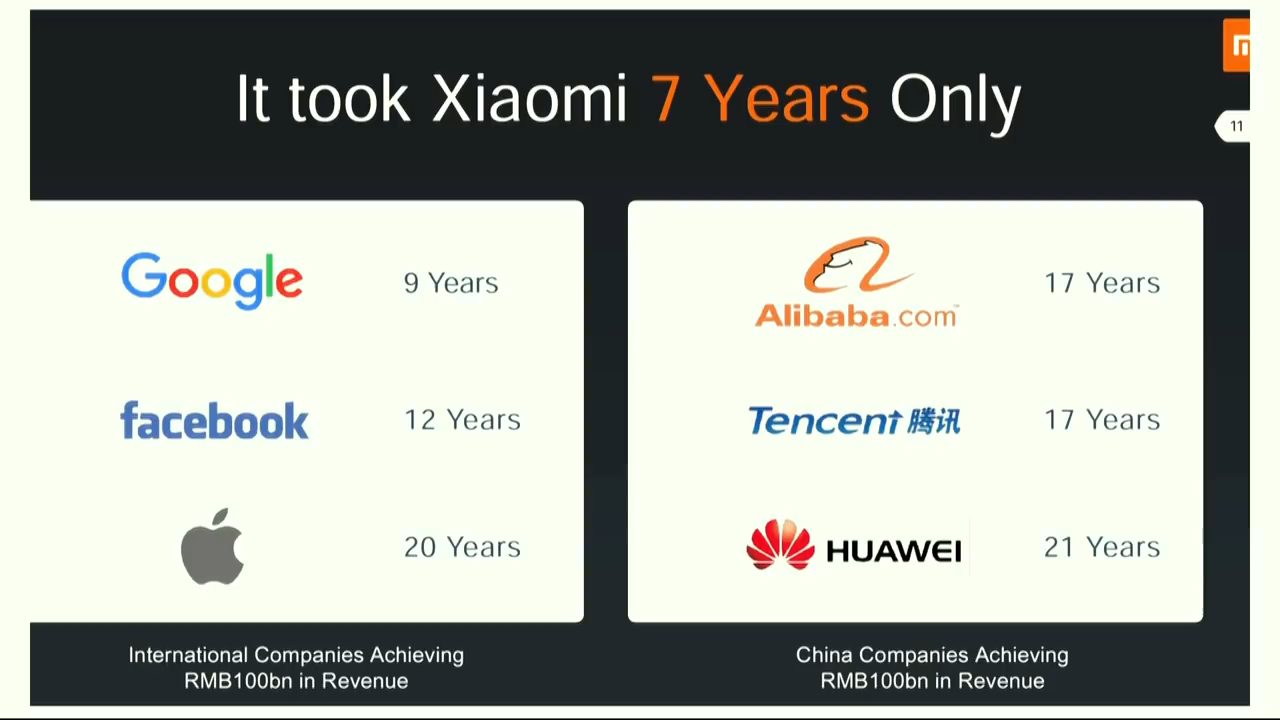 It took Xiaomi 7 Years Only
11
Google 9 Years
facebook 12 Years
20 Years
International Companies Achieving
RMB100bn in Revenue
Alibaba.com™ 17 Years
Tencent 腾讯 17 Years
HUAWEI 21 Years
China Companies Achieving
RMB100bn in Revenue